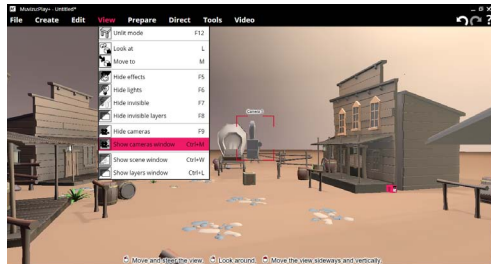 MuvizuPlay+ - Untitled*
File Create Edit View Prepare Direct Tools Video
Unlit mode F12
Look at L
Move to M
Hide effects F5
Hide lights F6
Hide invisible F7
Hide invisible layers F8
Hide cameras F9
Show cameras window Ctrl+M
Show scene window Ctrl+W
Show layers window Ctrl+L
Camera 1
Move and steer the view. Look around. Move the view sideways and vertically.